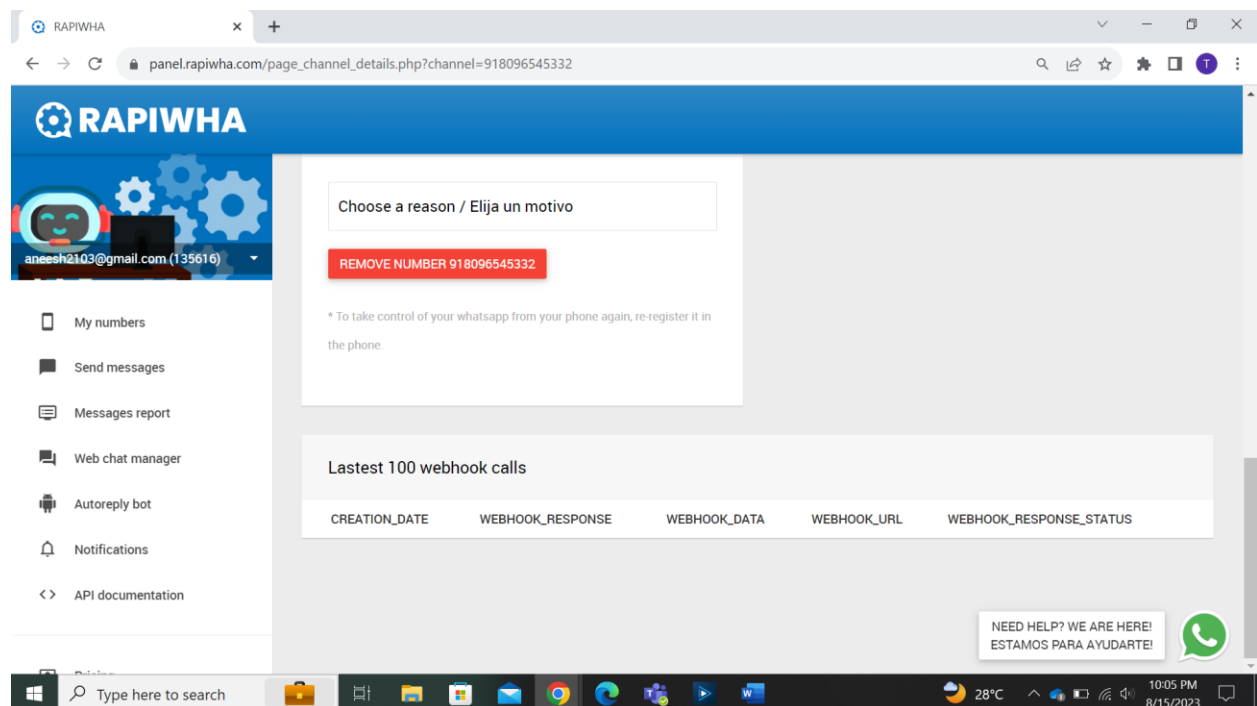 RAPIWHA
panel.rapiwha.com/page_channel_details.php?channel=918096545332
T
RAPIWHA
aneesh2103@gmail.com (135616)
My numbers
Send messages
Messages report
Web chat manager
Autoreply bot
Notifications
API documentation
Pricing
Choose a reason / Elija un motivo
REMOVE NUMBER 918096545332
* To take control of your whatsapp from your phone again, re-register it in
the phone.
Lastest 100 webhook calls
CREATION_DATE WEBHOOK_RESPONSE WEBHOOK_DATA WEBHOOK_URL WEBHOOK_RESPONSE_STATUS
NEED HELP? WE ARE HERE!
ESTAMOS PARA AYUDARTE!
Type here to search
28°C
10:05 PM
8/15/2023